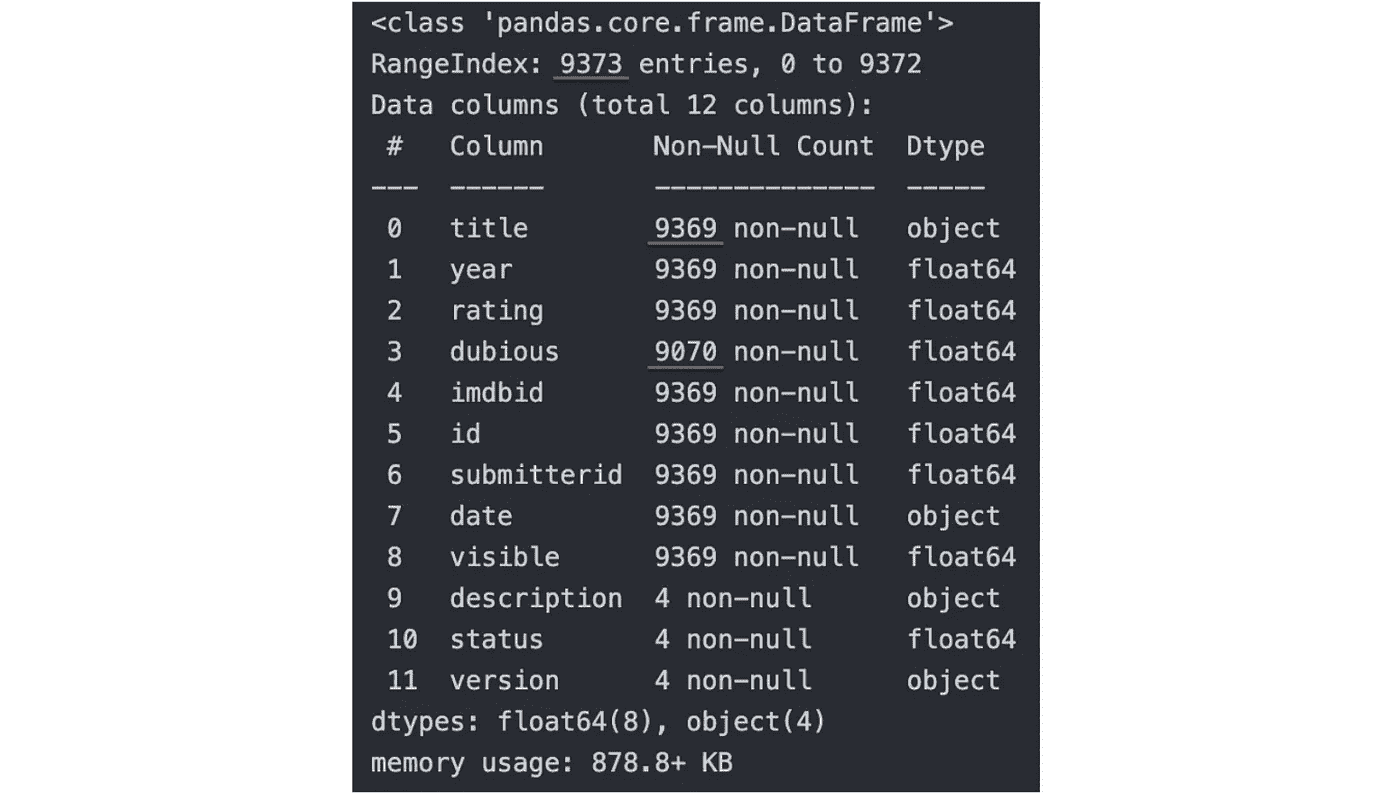 <class 'pandas.core.frame.DataFrame'>
RangeIndex: 9373 entries, 0 to 9372
Data columns (total 12 columns):
 #   Column        Non-Null Count  Dtype
---  ------        --------------  -----
 0   title         9369 non-null   object
 1   year          9369 non-null   float64
 2   rating        9369 non-null   float64
 3   dubious       9070 non-null   float64
 4   imdbid        9369 non-null   float64
 5   id            9369 non-null   float64
 6   submitterid   9369 non-null   float64
 7   date          9369 non-null   object
 8   visible       9369 non-null   float64
 9   description   4 non-null      object
 10  status        4 non-null      float64
 11  version       4 non-null      object
dtypes: float64(8), object(4)
memory usage: 878.8+ KB